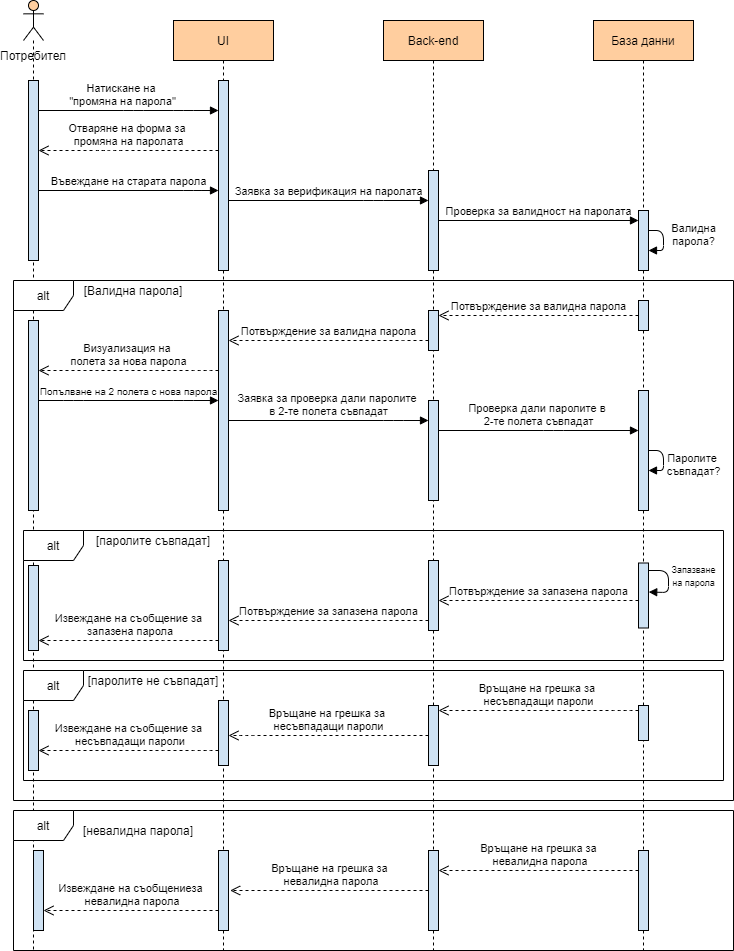 Потребител
UI
Back-end
База данни
Натискане на
"промяна на парола"
Отваряне на форма за
промяна на паролата
Въвеждане на старата парола
Заявка за верификация на паролата
Проверка за валидност на паролата
Валидна
парола?
alt
[Валидна парола]
Потвърждение за валидна парола
Потвърждение за валидна парола
Визуализация на
полета за нова парола
Попълване на 2 полета с нова парола
Заявка за проверка дали паролите
в 2-те полета съвпадат
Проверка дали паролите в
2-те полета съвпадат
Паролите
съвпадат?
alt
[паролите съвпадат]
Запазване
на парола
Потвърждение за запазена парола
Потвърждение за запазена парола
Извеждане на съобщение за
запазена парола
alt
[паролите не съвпадат]
Връщане на грешка за
несъвпадащи пароли
Връщане на грешка за
несъвпадащи пароли
Извеждане на съобщение за
несъвпадащи пароли
alt
[невалидна парола]
Връщане на грешка за
невалидна парола
Връщане на грешка за
невалидна парола
Извеждане на съобщениеза
невалидна парола